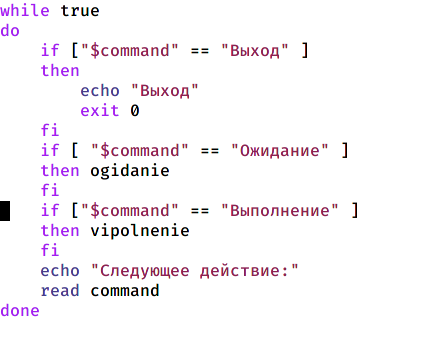 while true
do
    if ["$command" == "Выход" ]
    then
        echo "Выход"
        exit 0
    fi
    if [ "$command" == "Ожидание" ]
    then ogidanie
    fi
    if ["$command" == "Выполнение" ]
    then vipolnenie
    fi
    echo "Следующее действие:"
    read command
done